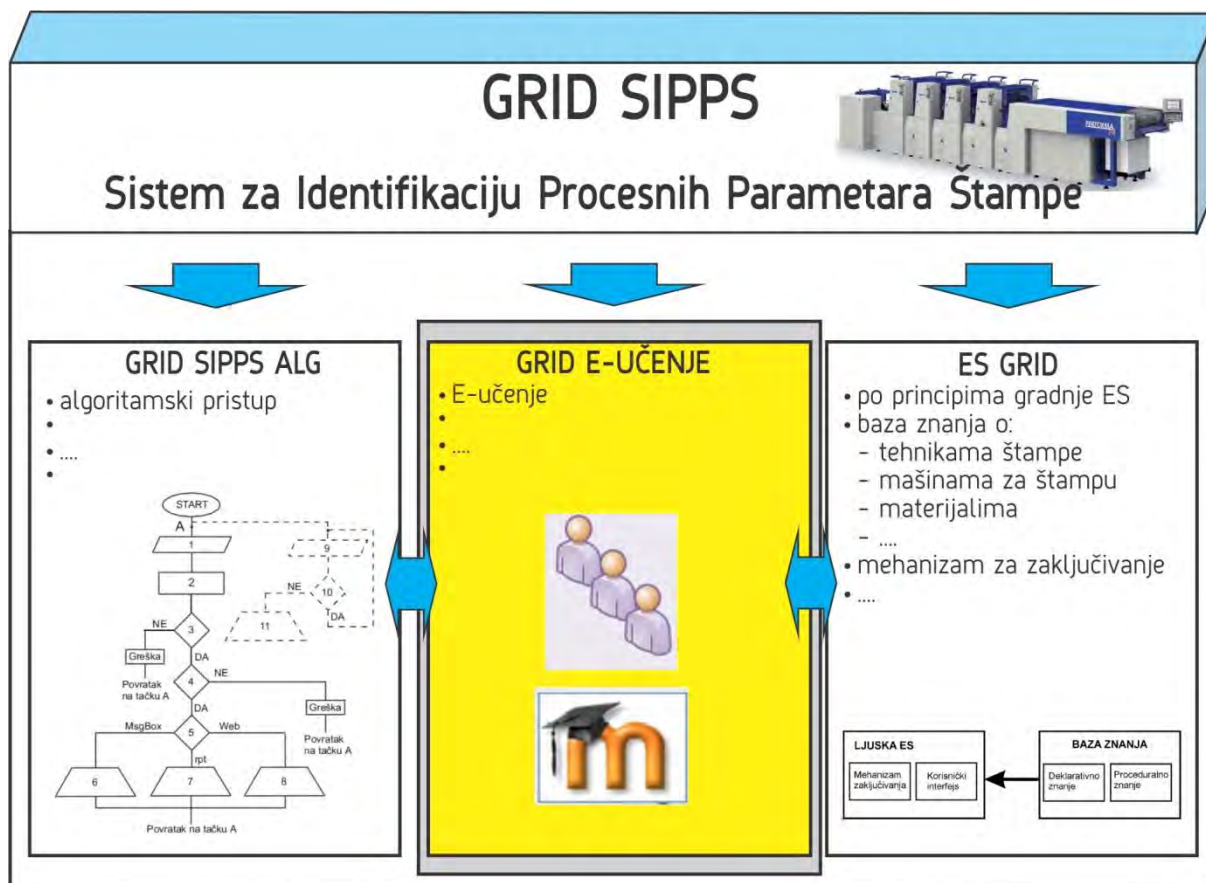 GRID SIPPS
Sistem za Identifikaciju Procesnih Parametara Štampe
GRID SIPPS ALG
• algoritamski pristup
•
• ....
•
START
A
1
2
3
NE
Greška
Povratak
na tačku A
DA
4
NE
Greška
Povratak
na tačku A
DA
5
MsgBox
Web
rpt
6
7
8
Povratak na tačku A
9
10
NE
DA
11
GRID E-UČENJE
• E-učenje
•
• ....
•
m
ES GRID
• po principima gradnje ES
• baza znanja o:
- tehnikama štampe
- mašinama za štampu
- materijalima
- ....
• mehanizam za zaključivanje
• ....
LJUSKA ES
Mehanizam
zaključivanja
Korisnički
interfejs
BAZA ZNANJA
Deklarativno
znanje
Proceduralno
znanje